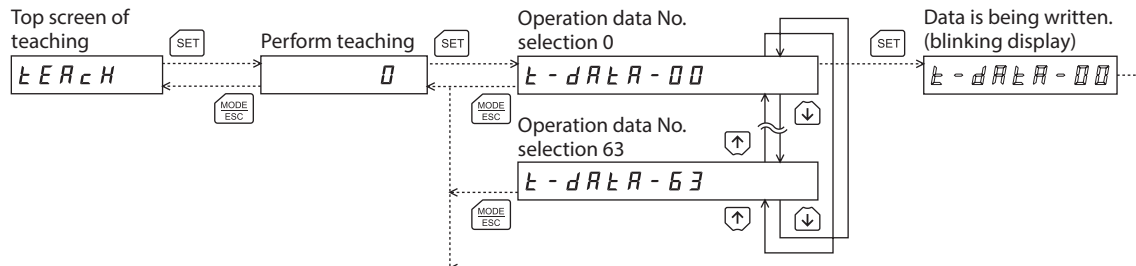 Top screen of
teaching
SET
tEAcH
MODE
ESC
Perform teaching
SET
0
MODE
ESC
Operation data No.
selection 0
t-dAtA-00
↓
Operation data No.
selection 63
↑
t-dAtA-63
MODE
ESC
↑
↓
SET
Data is being written.
(blinking display)
t-dAtA-00